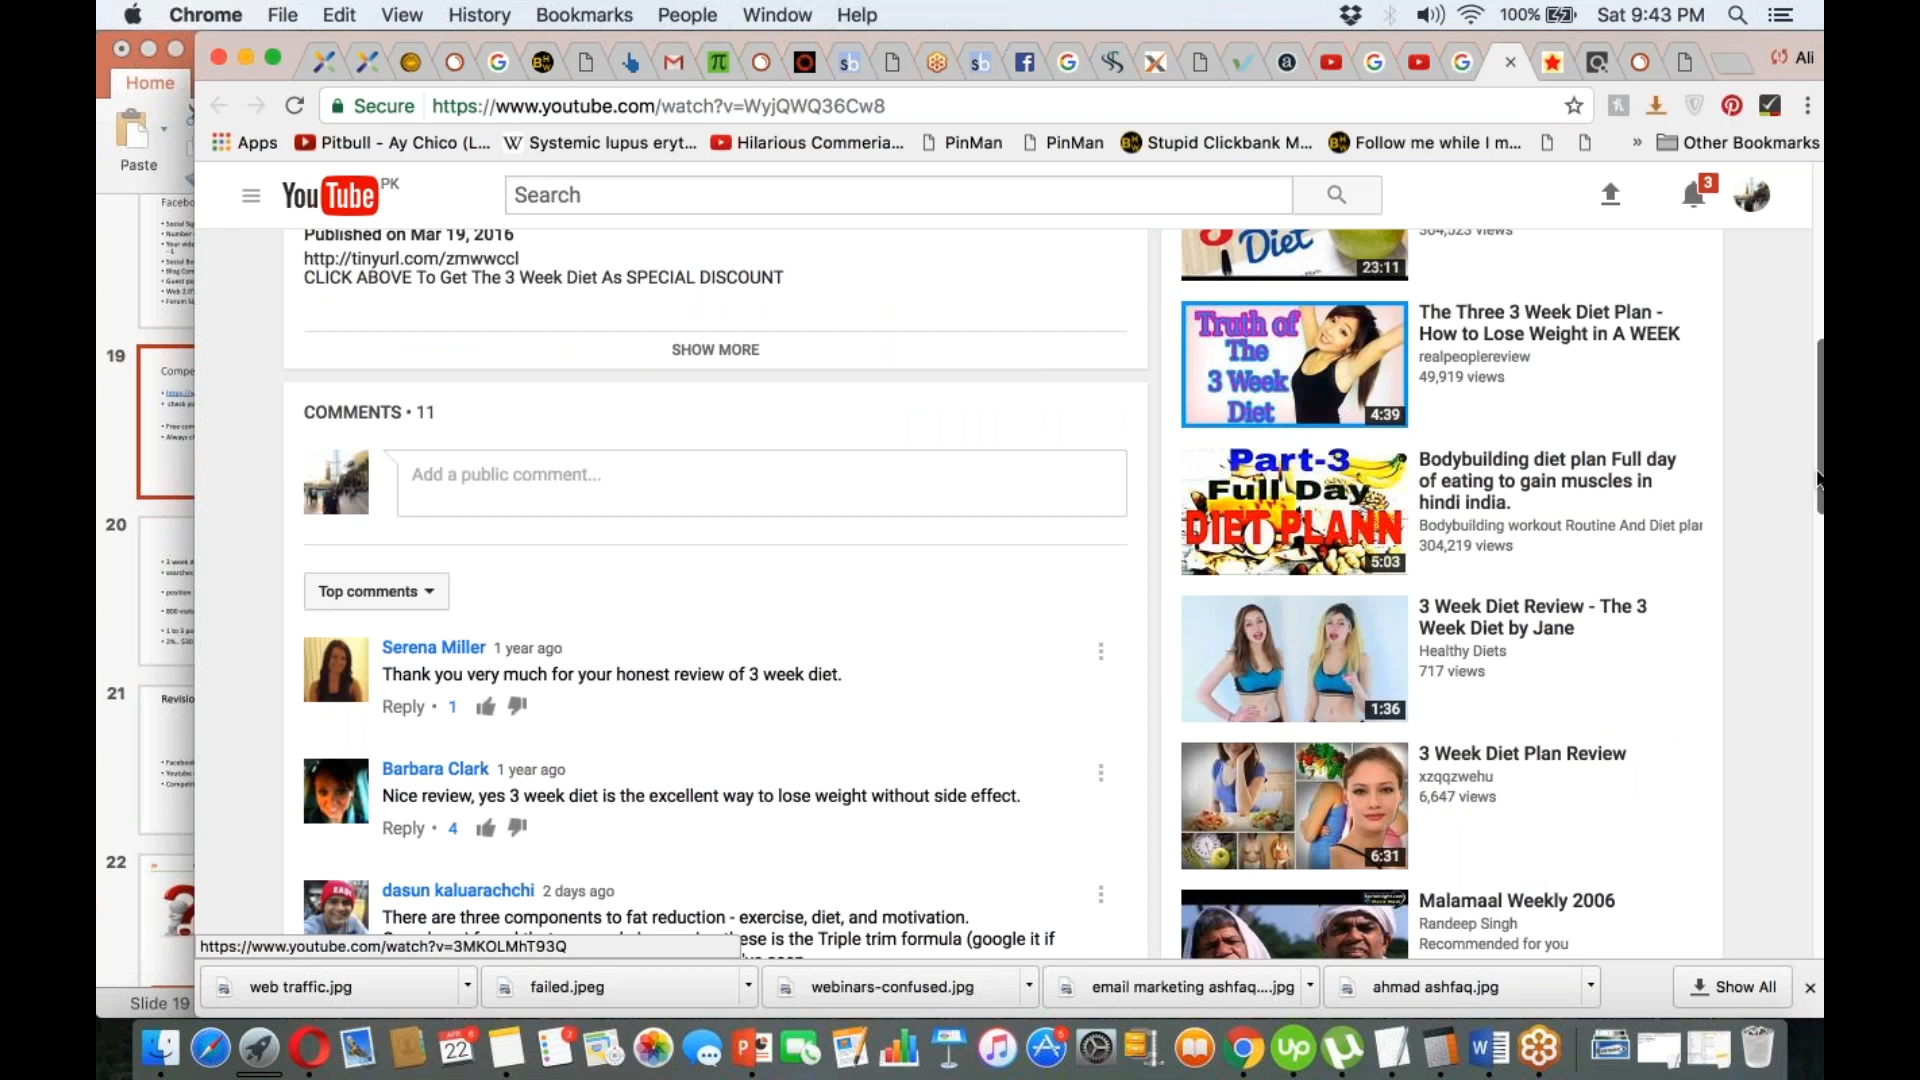 Chrome File Edit View History Bookmarks People Window Help 100% Sat 9:43 PM
Home
Ali
Secure https://www.youtube.com/watch?v=WyjQWQ36Cw8
Apps Pitbull - Ay Chico (L... Systemic lupus eryt... Hilarious Commeria... PinMan PinMan Stupid Clickbank M... Follow me while I m... » Other Bookmarks
Paste
YouTube PK
Search
3
Published on Mar 19, 2016
http://tinyurl.com/zmwwccl
CLICK ABOVE To Get The 3 Week Diet As SPECIAL DISCOUNT
SHOW MORE
COMMENTS • 11
Add a public comment...
Top comments
Serena Miller 1 year ago
Thank you very much for your honest review of 3 week diet.
Reply • 1
Barbara Clark 1 year ago
Nice review, yes 3 week diet is the excellent way to lose weight without side effect.
Reply • 4
dasun kaluarachchi 2 days ago
There are three components to fat reduction - exercise, diet, and motivation.
ese is the Triple trim formula (google it if
https://www.youtube.com/watch?v=3MKOLMhT93Q
Diet
23:11
304,523 views
Truth of
The
3 Week
Diet
4:39
The Three 3 Week Diet Plan -
How to Lose Weight in A WEEK
realpeoplereview
49,919 views
Part-3
Full Day
DIET PLANN
5:03
Bodybuilding diet plan Full day
of eating to gain muscles in
hindi india.
Bodybuilding workout Routine And Diet plar
304,219 views
1:36
3 Week Diet Review - The 3
Week Diet by Jane
Healthy Diets
717 views
6:31
3 Week Diet Plan Review
xzqqzwehu
6,647 views
Malamaal Weekly 2006
Randeep Singh
Recommended for you
19
20
21
22
Slide 19
web traffic.jpg failed.jpeg webinars-confused.jpg email marketing ashfaq....jpg ahmad ashfaq.jpg Show All